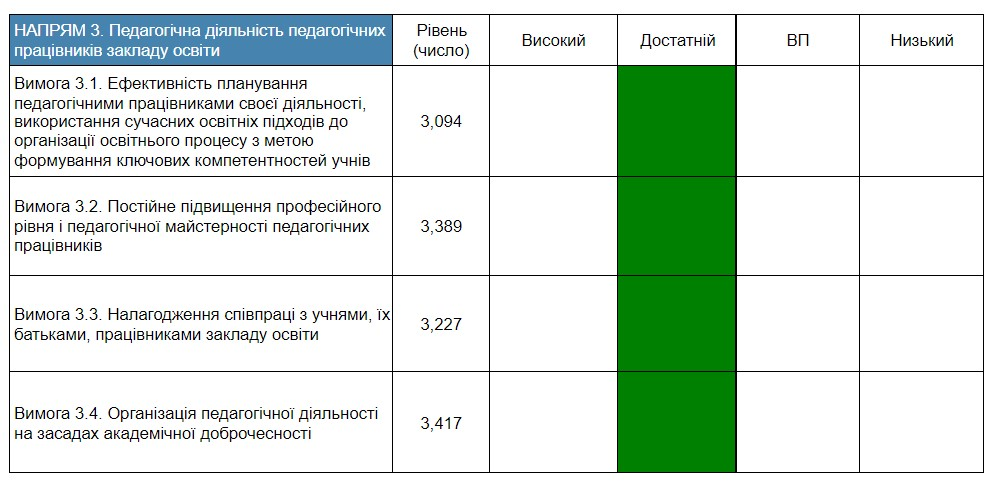 НАПРЯМ 3. Педагогічна діяльність педагогічних
працівників закладу освіти
Рівень
(число)
Високий
Достатній
ВП
Низький
Вимога 3.1. Ефективність планування
педагогічними працівниками своєї діяльності,
використання сучасних освітніх підходів до
організації освітнього процесу з метою
формування ключових компетентностей учнів
3,094
Вимога 3.2. Постійне підвищення професійного
рівня і педагогічної майстерності педагогічних
працівників
3,389
Вимога 3.3. Налагодження співпраці з учнями, їх
батьками, працівниками закладу освіти
3,227
Вимога 3.4. Організація педагогічної діяльності
на засадах академічної доброчесності
3,417